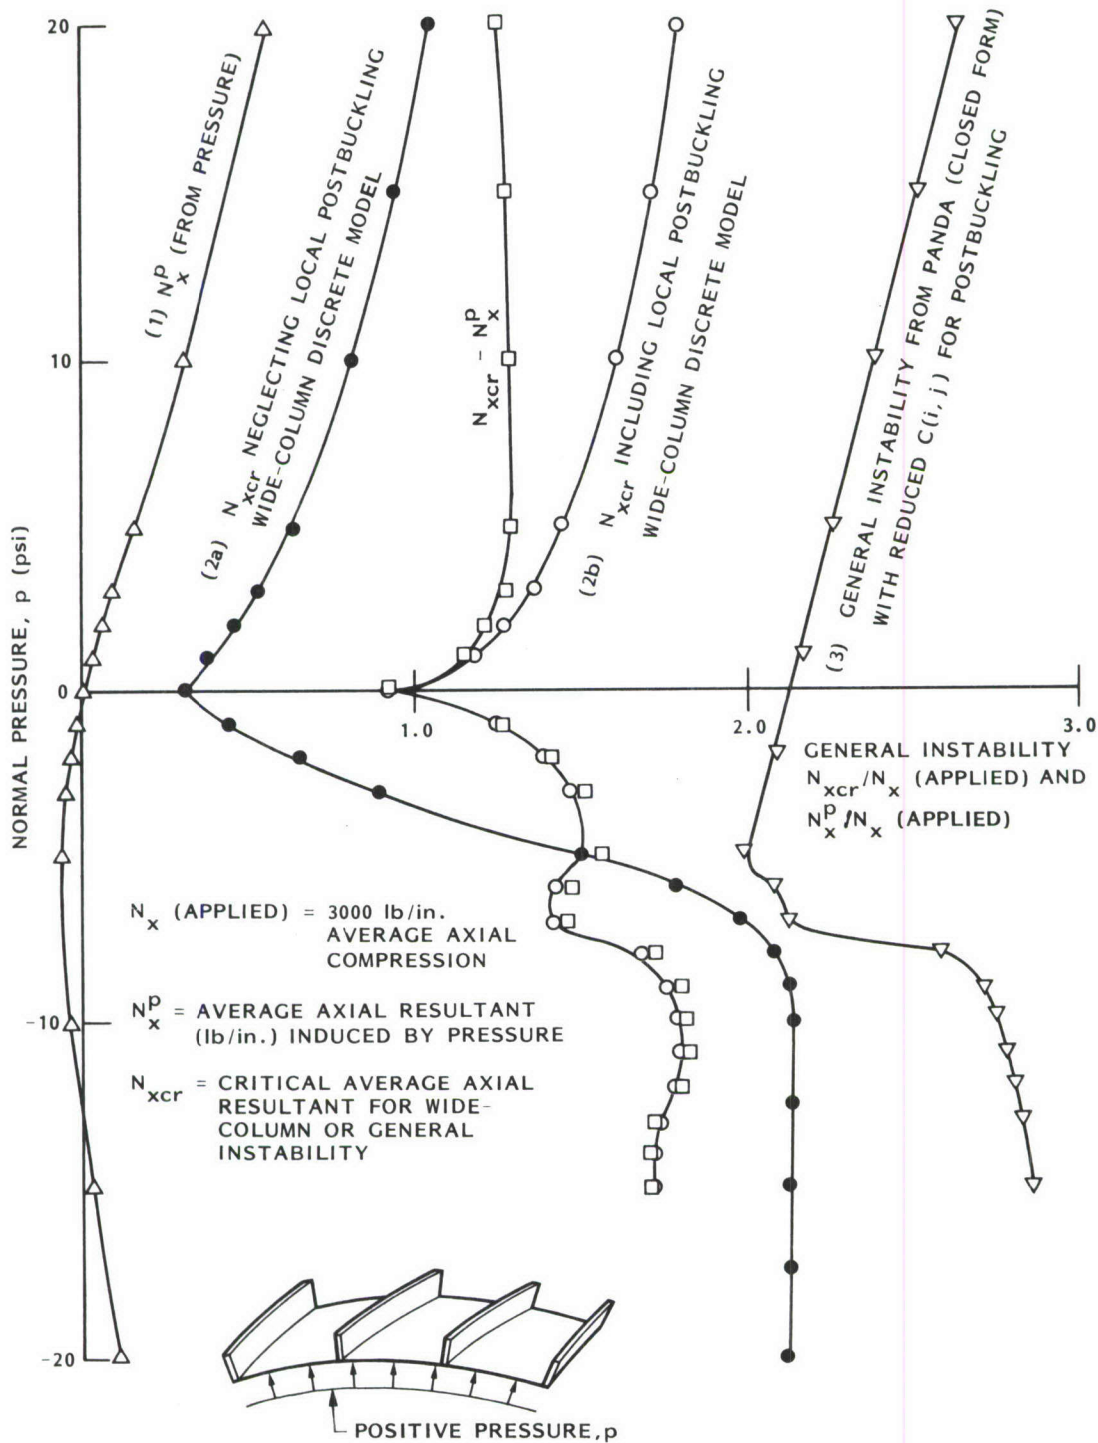 20
10
0
-10
-20
NORMAL PRESSURE, p (psi)
1.0
2.0
3.0
(1) N_x^p (FROM PRESSURE)
(2a) N_xcr NEGLECTING LOCAL POSTBUCKLING
WIDE-COLUMN DISCRETE MODEL
N_xcr - N_x^p
(2b) N_xcr INCLUDING LOCAL POSTBUCKLING
WIDE-COLUMN DISCRETE MODEL
(3) GENERAL INSTABILITY FROM PANDA (CLOSED FORM)
WITH REDUCED C(i, j) FOR POSTBUCKLING
GENERAL INSTABILITY
N_xcr/N_x (APPLIED) AND
N_x^p/N_x (APPLIED)
N_x (APPLIED) = 3000 lb/in.
AVERAGE AXIAL
COMPRESSION
N_x^p = AVERAGE AXIAL RESULTANT
(lb/in.) INDUCED BY PRESSURE
N_xcr = CRITICAL AVERAGE AXIAL
RESULTANT FOR WIDE-
COLUMN OR GENERAL
INSTABILITY
POSITIVE PRESSURE, p